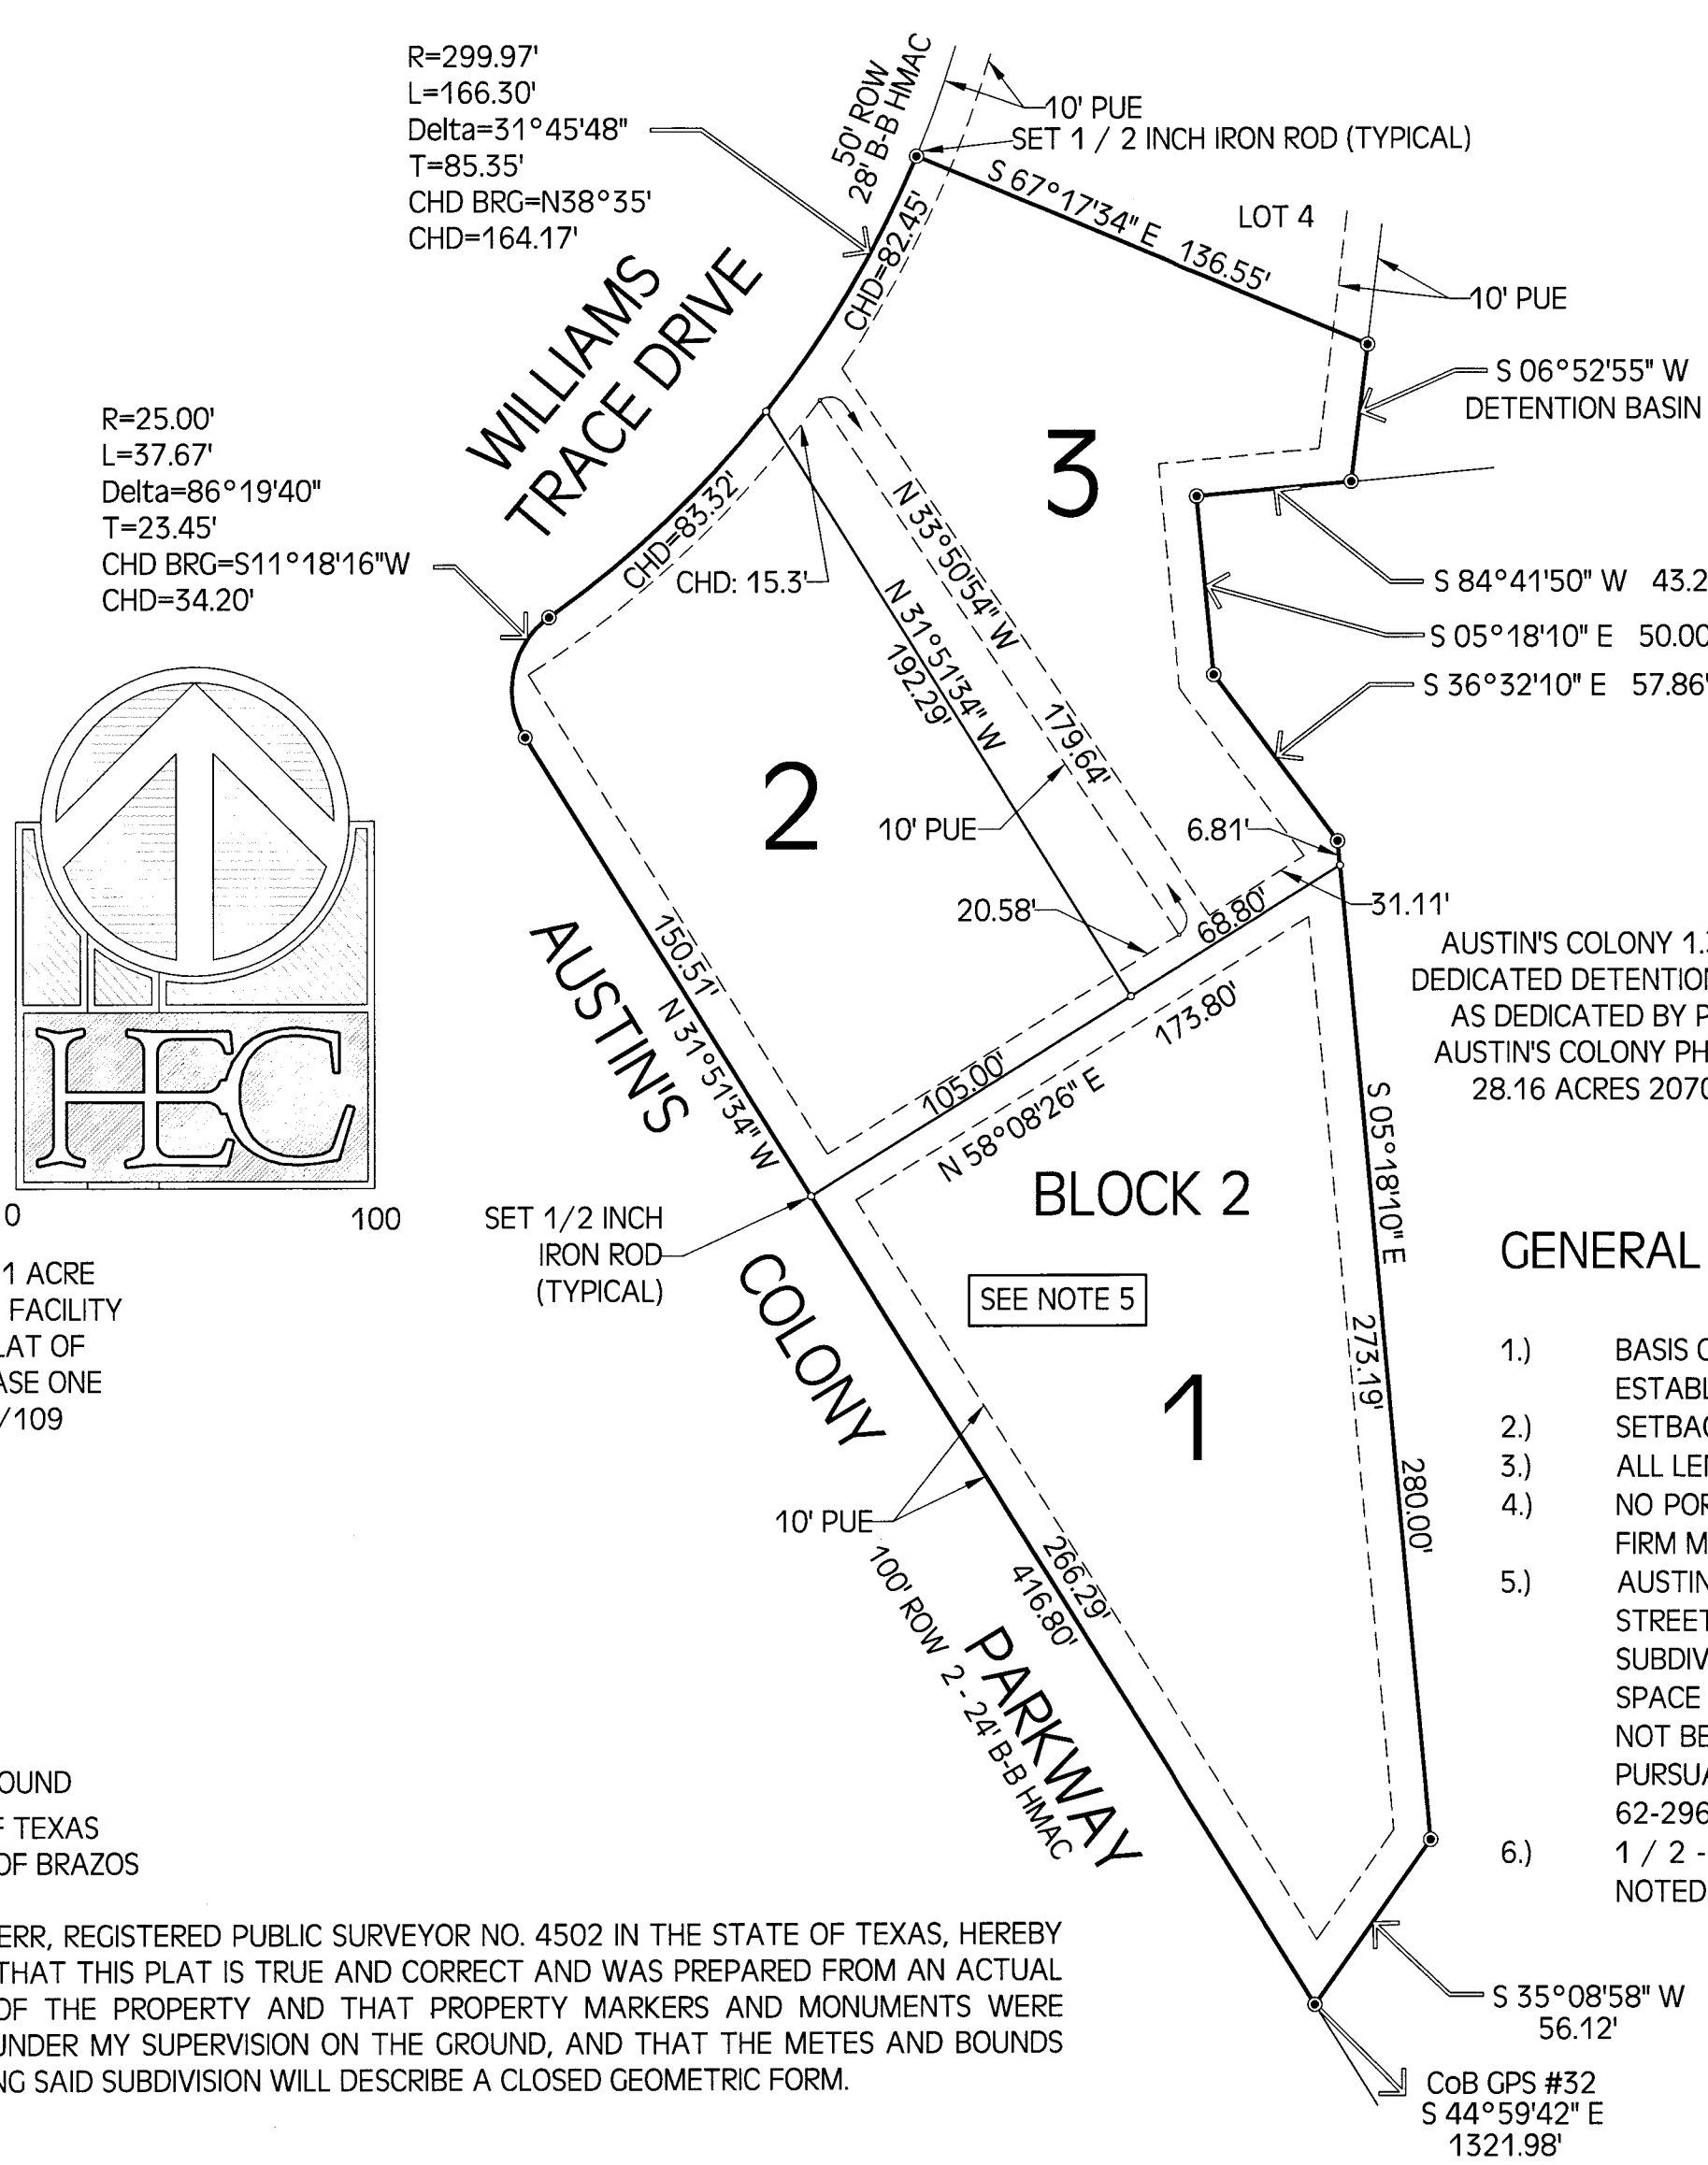 R=299.97'
L=166.30'
Delta=31°45'48"
T=85.35'
CHD BRG=N38°35'
CHD=164.17'
50' ROW
28' B-B HMAC
10' PUE
SET 1 / 2 INCH IRON ROD (TYPICAL)
S 67°17'34" E 136.55'
LOT 4
10' PUE
CHD=82.45'
WILLIAMS
TRACE DRIVE
S 06°52'55" W
DETENTION BASIN
R=25.00'
L=37.67'
Delta=86°19'40"
T=23.45'
CHD BRG=S11°18'16"W
CHD=34.20'
3
CHD=83.32'
CHD: 15.3'
N 33°50'54" W
179.64'
N 31°51'34" W
192.29'
S 84°41'50" W 43.2
S 05°18'10" E 50.00
S 36°32'10" E 57.86'
2
10' PUE
6.81'
20.58'
68.80'
31.11'
150.51'
N 31°51'34" W
AUSTIN'S
COLONY
PARKWAY
105.00'
173.80'
N 58°08'26" E
AUSTIN'S COLONY 1.3
DEDICATED DETENTION
AS DEDICATED BY P
AUSTIN'S COLONY PH
28.16 ACRES 2070
HEC
0 100
1 ACRE
FACILITY
LAT OF
ASE ONE
/109
SET 1/2 INCH
IRON ROD
(TYPICAL)
BLOCK 2
SEE NOTE 5
1
S 05°18'10" E
273.19'
280.00'
10' PUE
266.29'
416.80'
100' ROW 2 - 24' B-B HMAC
GENERAL
1.) BASIS O
ESTABL
2.) SETBAC
3.) ALL LEN
4.) NO POR
FIRM M
5.) AUSTIN
STREET
SUBDIV
SPACE
NOT BE
PURSUA
62-296
6.) 1 / 2 -
NOTED
OUND
F TEXAS
OF BRAZOS
ERR, REGISTERED PUBLIC SURVEYOR NO. 4502 IN THE STATE OF TEXAS, HEREBY
THAT THIS PLAT IS TRUE AND CORRECT AND WAS PREPARED FROM AN ACTUAL
OF THE PROPERTY AND THAT PROPERTY MARKERS AND MONUMENTS WERE
UNDER MY SUPERVISION ON THE GROUND, AND THAT THE METES AND BOUNDS
NG SAID SUBDIVISION WILL DESCRIBE A CLOSED GEOMETRIC FORM.
S 35°08'58" W
56.12'
CoB GPS #32
S 44°59'42" E
1321.98'